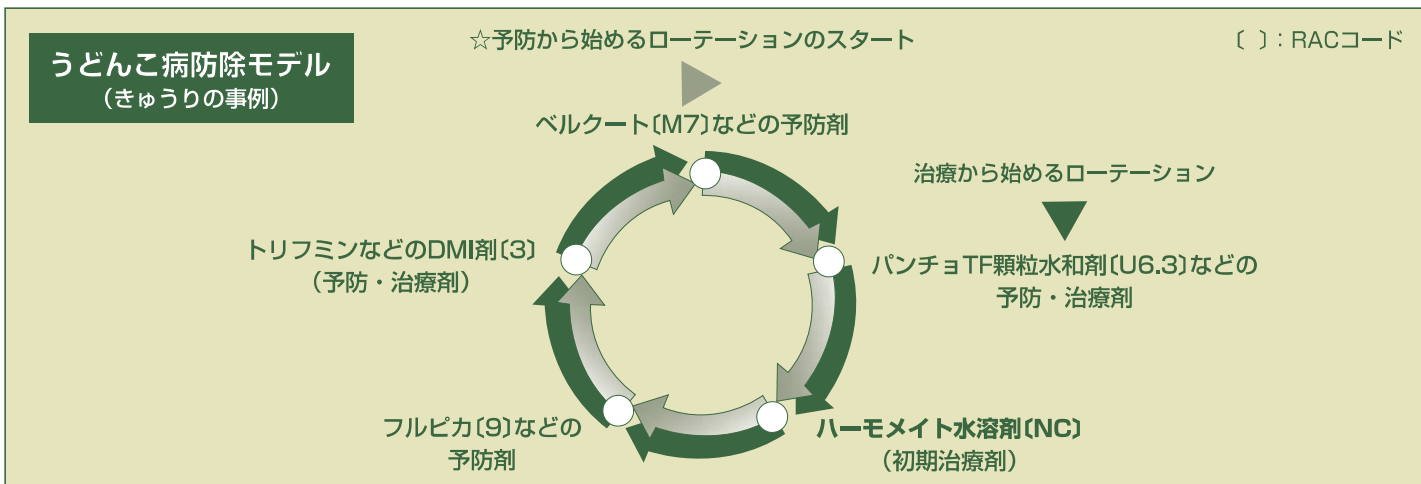 うどんこ病防除モデル
（きゅうりの事例）
☆予防から始めるローテーションのスタート
〔 〕：RACコード
ベルクート〔M7〕などの予防剤
治療から始めるローテーション
パンチョTF顆粒水和剤〔U6.3〕などの
予防・治療剤
ハーモメイト水溶剤〔NC〕
（初期治療剤）
フルピカ〔9〕などの
予防剤
トリフミンなどのDMI剤〔3〕
（予防・治療剤）